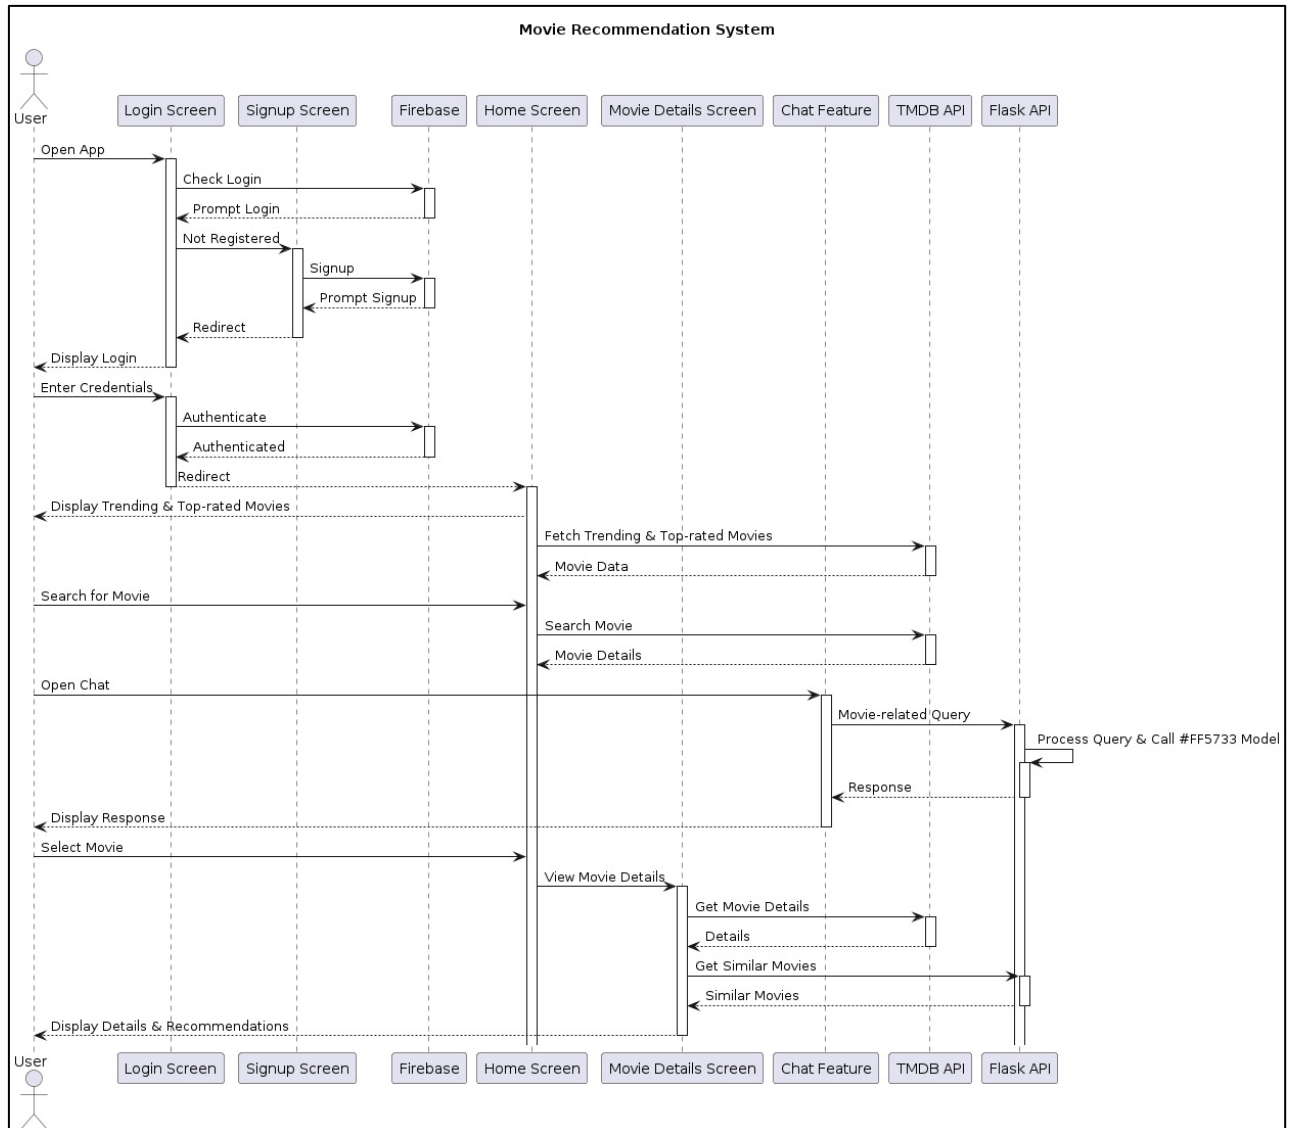 Movie Recommendation System
User
Login Screen
Signup Screen
Firebase
Home Screen
Movie Details Screen
Chat Feature
TMDB API
Flask API
Open App
Check Login
Prompt Login
Not Registered
Signup
Prompt Signup
Redirect
Display Login
Enter Credentials
Authenticate
Authenticated
Redirect
Display Trending & Top-rated Movies
Fetch Trending & Top-rated Movies
Movie Data
Search for Movie
Search Movie
Movie Details
Open Chat
Movie-related Query
Process Query & Call #FF5733 Model
Response
Display Response
Select Movie
View Movie Details
Get Movie Details
Details
Get Similar Movies
Similar Movies
Display Details & Recommendations
User
Login Screen
Signup Screen
Firebase
Home Screen
Movie Details Screen
Chat Feature
TMDB API
Flask API